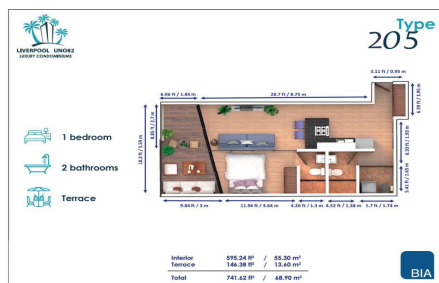 LIVERPOOL UNO82
LUXURY CONDOMINIUMS
Type
205
3.11 ft / 0.95 m
6.06 ft / 1.85 m
28.7 ft / 8.75 m
1 bedroom
2 bathrooms
Terrace
9.84 ft / 3 m
11.94 ft / 3.64 m
4.26 ft / 1.3 m
4.52 ft / 1.38 m
5.7 ft / 1.74 m
Interior 595.24 ft² / 55.30 m²
Terrace 146.38 ft² / 13.60 m²
Total 741.62 ft² / 68.90 m²
BIA